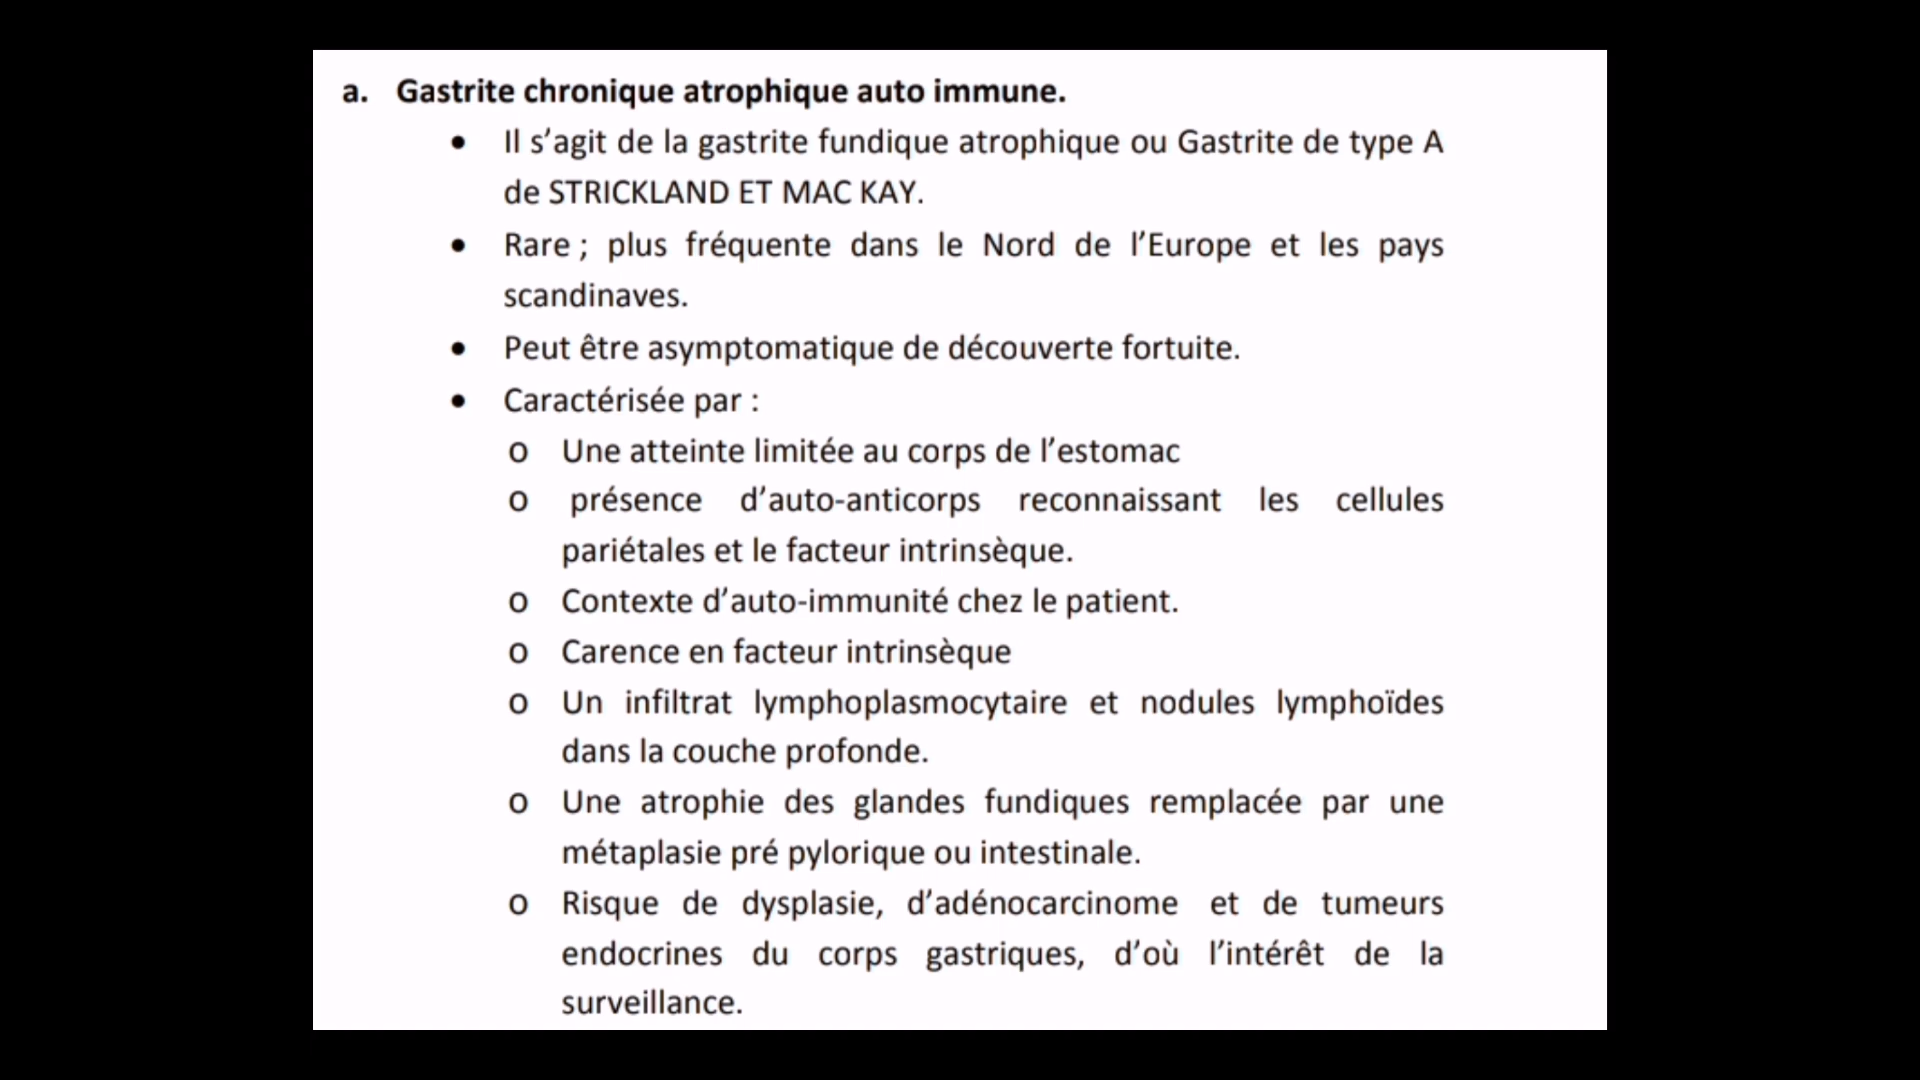 a. Gastrite chronique atrophique auto immune.
• Il s’agit de la gastrite fundique atrophique ou Gastrite de type A
de STRICKLAND ET MAC KAY.
• Rare ; plus fréquente dans le Nord de l’Europe et les pays
scandinaves.
• Peut être asymptomatique de découverte fortuite.
• Caractérisée par :
o Une atteinte limitée au corps de l’estomac
o présence d’auto-anticorps reconnaissant les cellules
pariétales et le facteur intrinsèque.
o Contexte d’auto-immunité chez le patient.
o Carence en facteur intrinsèque
o Un infiltrat lymphoplasmocytaire et nodules lymphoïdes
dans la couche profonde.
o Une atrophie des glandes fundiques remplacée par une
métaplasie pré pylorique ou intestinale.
o Risque de dysplasie, d’adénocarcinome et de tumeurs
endocrines du corps gastriques, d’où l’intérêt de la
surveillance.